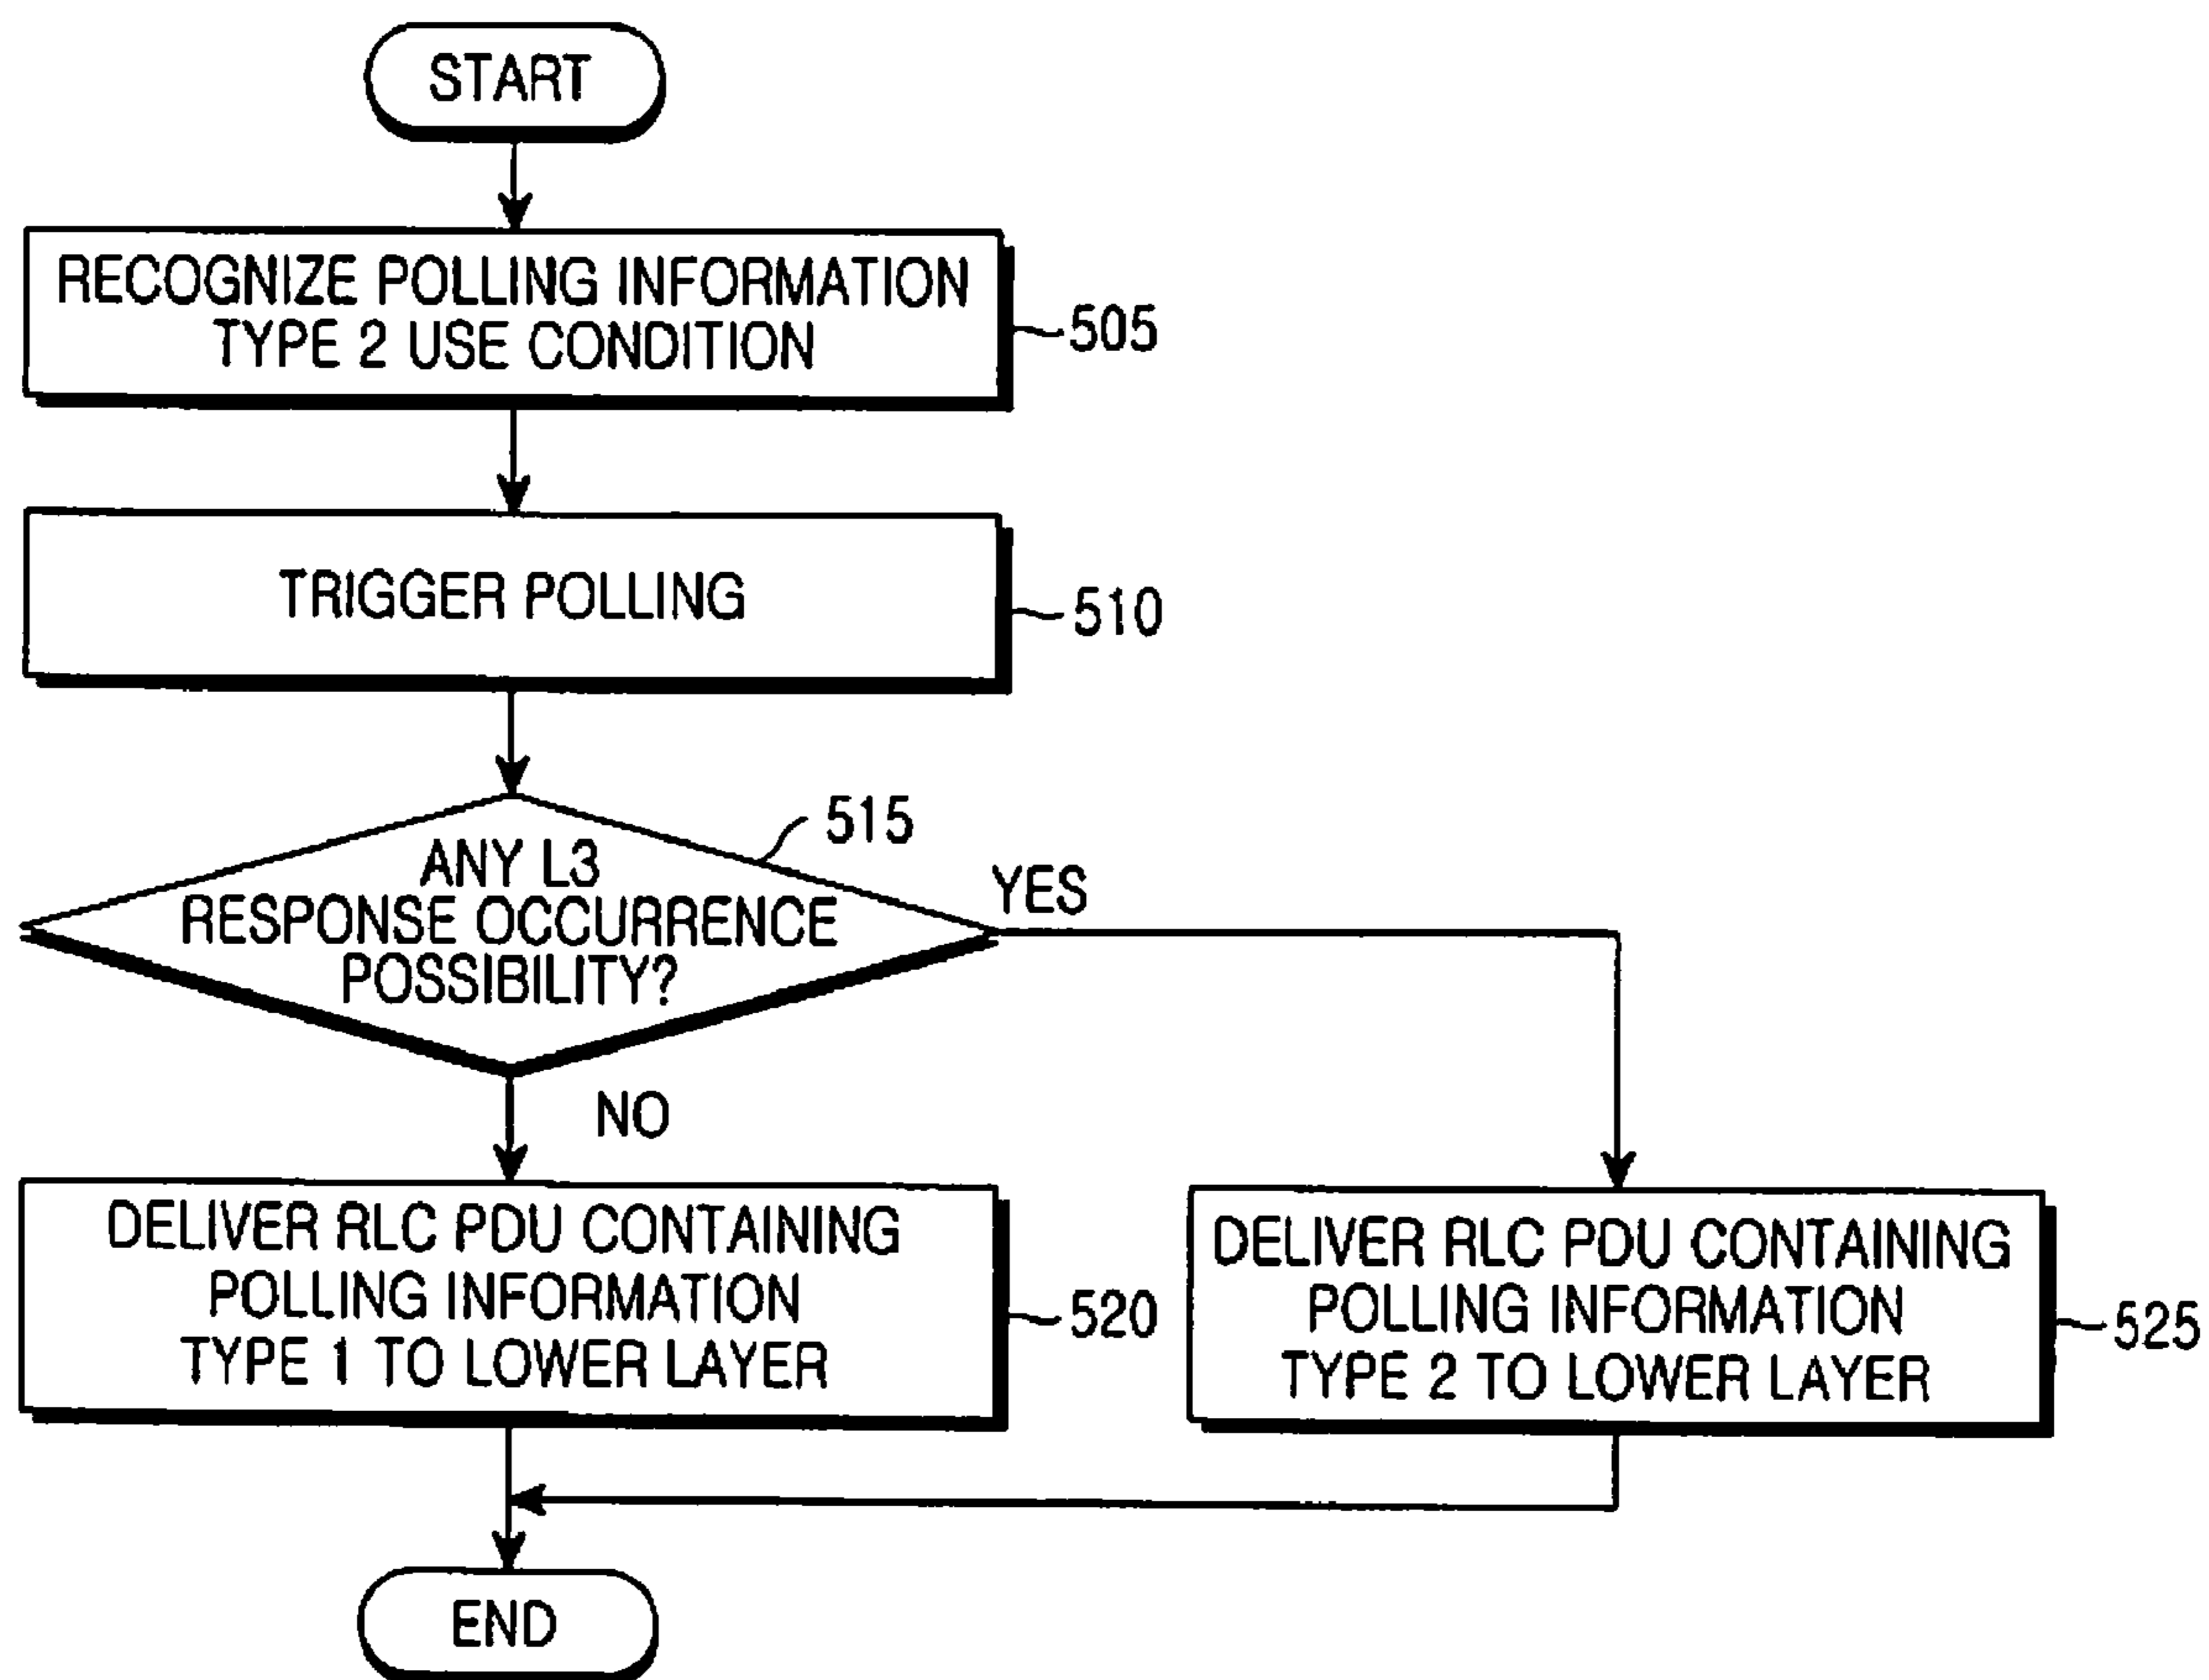 START
RECOGNIZE POLLING INFORMATION
TYPE 2 USE CONDITION
505
TRIGGER POLLING
510
515
ANY L3
RESPONSE OCCURRENCE
POSSIBILITY?
YES
NO
DELIVER RLC PDU CONTAINING
POLLING INFORMATION
TYPE 1 TO LOWER LAYER
520
DELIVER RLC PDU CONTAINING
POLLING INFORMATION
TYPE 2 TO LOWER LAYER
525
END